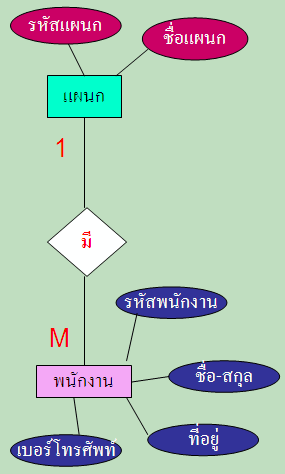 รหัสแผนก
ชื่อแผนก
แผนก
1
มี
รหัสพนักงาน
M
พนักงาน
ชื่อ-สกุล
ที่อยู่
เบอร์โทรศัพท์